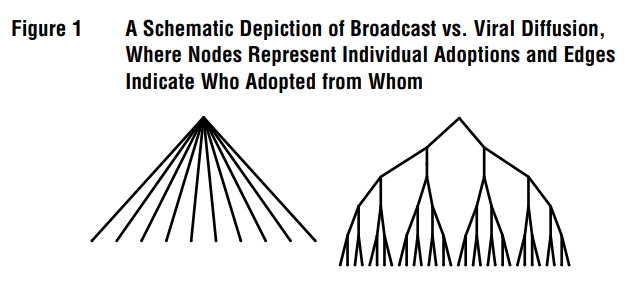 Figure 1 A Schematic Depiction of Broadcast vs. Viral Diffusion,
Where Nodes Represent Individual Adoptions and Edges
Indicate Who Adopted from Whom